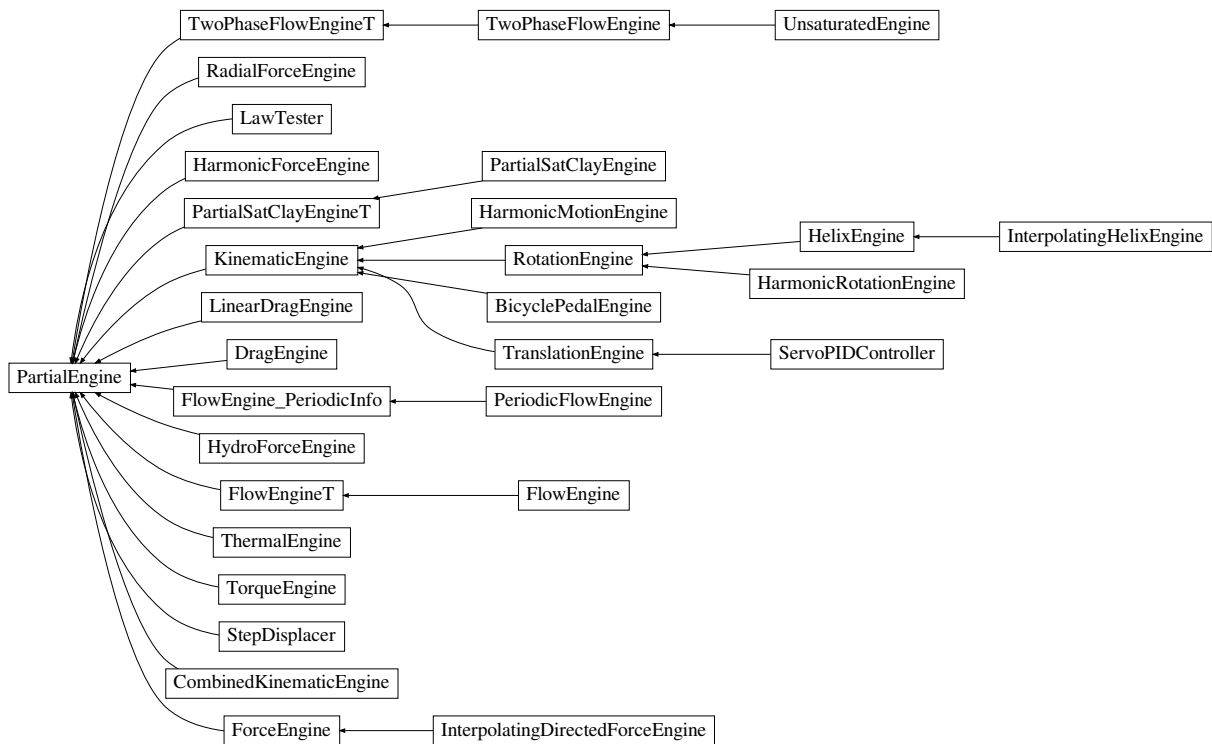 TwoPhaseFlowEngineT
TwoPhaseFlowEngine
UnsaturatedEngine
RadialForceEngine
LawTester
HarmonicForceEngine
PartialSatClayEngine
PartialSatClayEngineT
HarmonicMotionEngine
HelixEngine
InterpolatingHelixEngine
KinematicEngine
RotationEngine
HarmonicRotationEngine
LinearDragEngine
BicyclePedalEngine
DragEngine
TranslationEngine
ServoPIDController
PartialEngine
FlowEngine_PeriodicInfo
PeriodicFlowEngine
HydroForceEngine
FlowEngineT
FlowEngine
ThermalEngine
TorqueEngine
StepDisplacer
CombinedKinematicEngine
ForceEngine
InterpolatingDirectedForceEngine